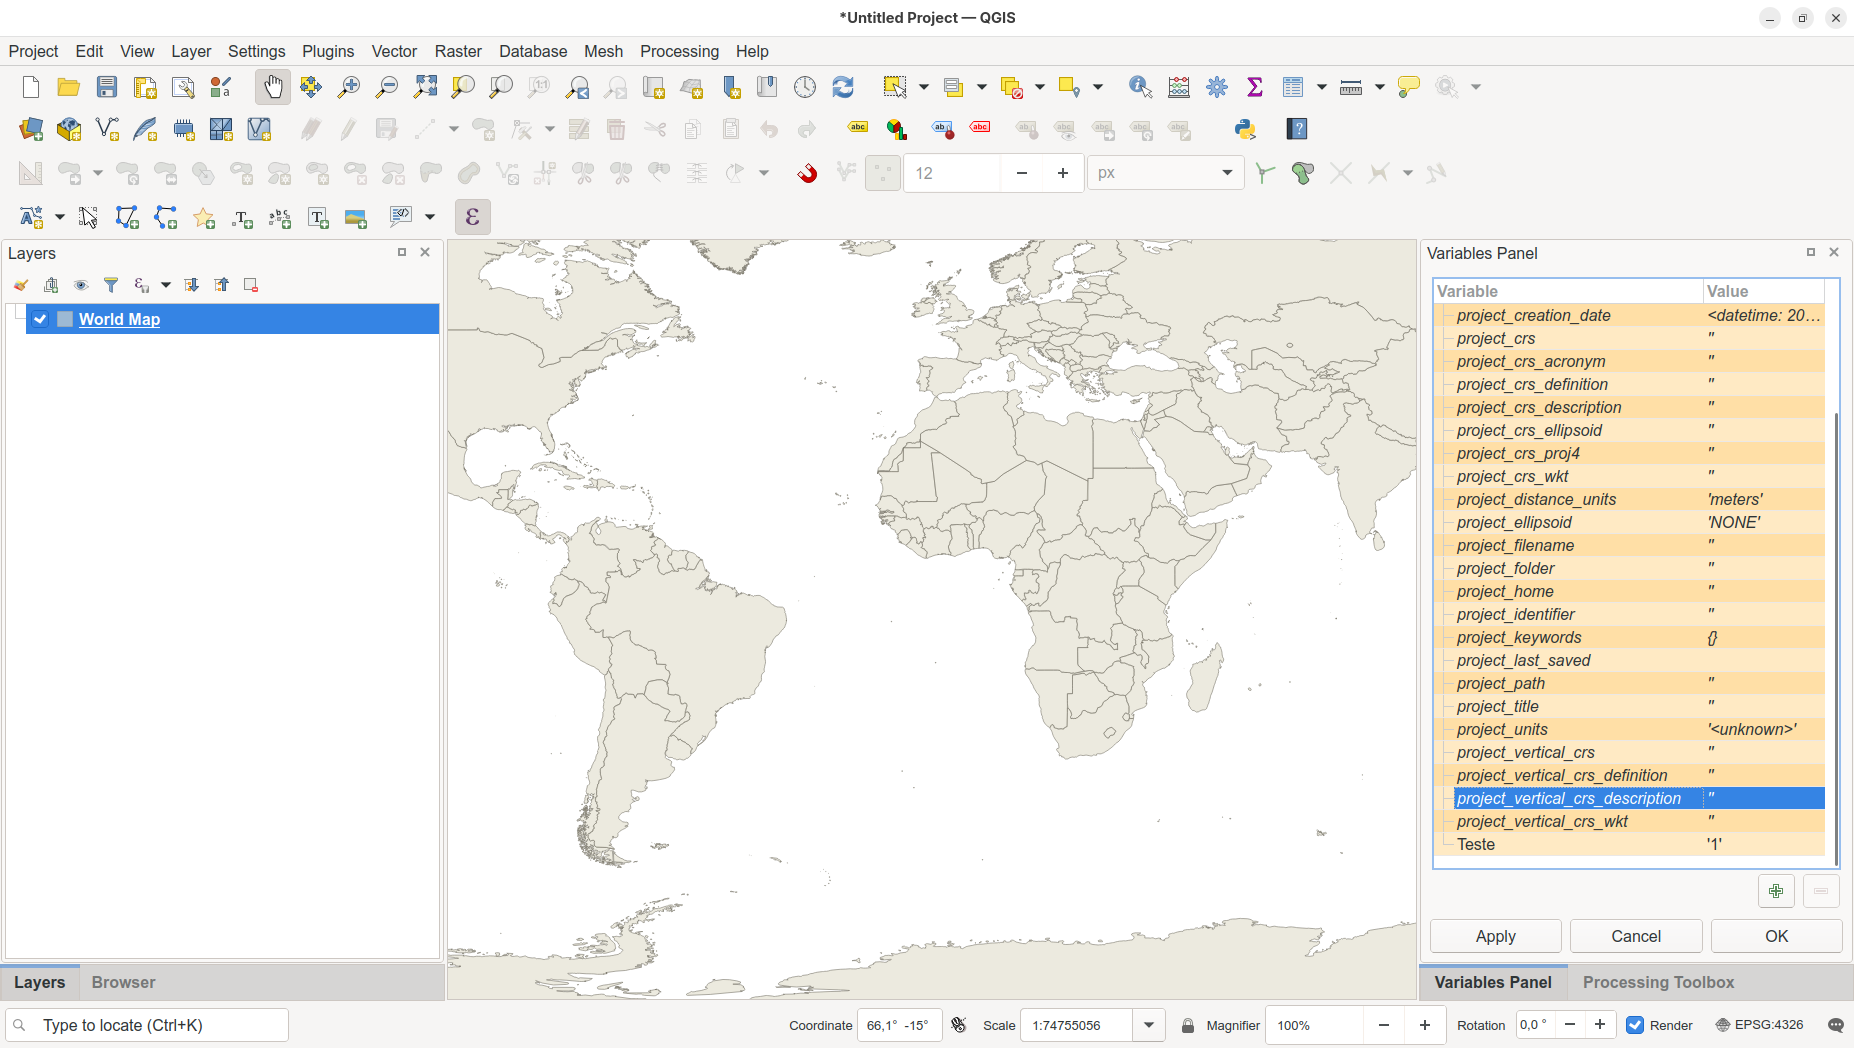 *Untitled Project — QGIS
Project Edit View Layer Settings Plugins Vector Raster Database Mesh Processing Help
12 px
Layers
World Map
Variables Panel
Variable Value
project_creation_date <datetime: 20…
project_crs ''
project_crs_acronym ''
project_crs_definition ''
project_crs_description ''
project_crs_ellipsoid ''
project_crs_proj4 ''
project_crs_wkt ''
project_distance_units 'meters'
project_ellipsoid 'NONE'
project_filename ''
project_folder ''
project_home ''
project_identifier ''
project_keywords {}
project_last_saved
project_path ''
project_title ''
project_units '<unknown>'
project_vertical_crs ''
project_vertical_crs_definition ''
project_vertical_crs_description ''
project_vertical_crs_wkt ''
Teste '1'
Apply Cancel OK
Layers Browser
Variables Panel Processing Toolbox
Type to locate (Ctrl+K) Coordinate 66,1° -15° Scale 1:74755056 Magnifier 100% Rotation 0,0 ° Render EPSG:4326